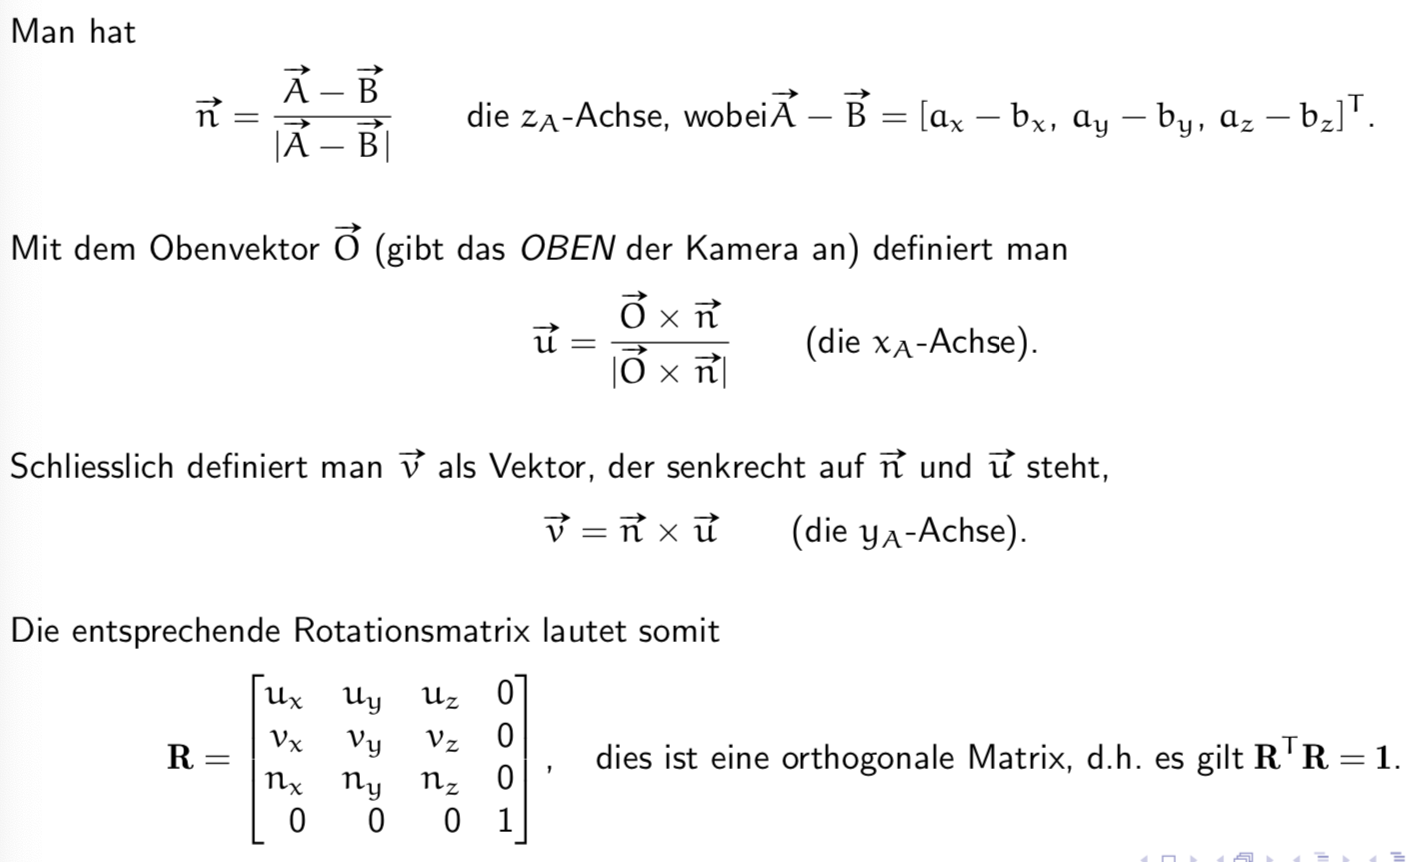 Man hat
$\vec{n} = \frac{\vec{A} - \vec{B}}{|\vec{A} - \vec{B}|}$ die $z_A$-Achse, wobei$\vec{A} - \vec{B} = [a_x - b_x, a_y - b_y, a_z - b_z]^\mathsf{T}$.
Mit dem Obenvektor $\vec{O}$ (gibt das OBEN der Kamera an) definiert man
$\vec{u} = \frac{\vec{O} \times \vec{n}}{|\vec{O} \times \vec{n}|}$ (die $x_A$-Achse).
Schliesslich definiert man $\vec{v}$ als Vektor, der senkrecht auf $\vec{n}$ und $\vec{u}$ steht,
$\vec{v} = \vec{n} \times \vec{u}$ (die $y_A$-Achse).
Die entsprechende Rotationsmatrix lautet somit
$\mathbf{R} = \begin{bmatrix} u_x & u_y & u_z & 0 \\ v_x & v_y & v_z & 0 \\ n_x & n_y & n_z & 0 \\ 0 & 0 & 0 & 1 \end{bmatrix}$, dies ist eine orthogonale Matrix, d.h. es gilt $\mathbf{R}^\mathsf{T}\mathbf{R} = \mathbf{1}$.